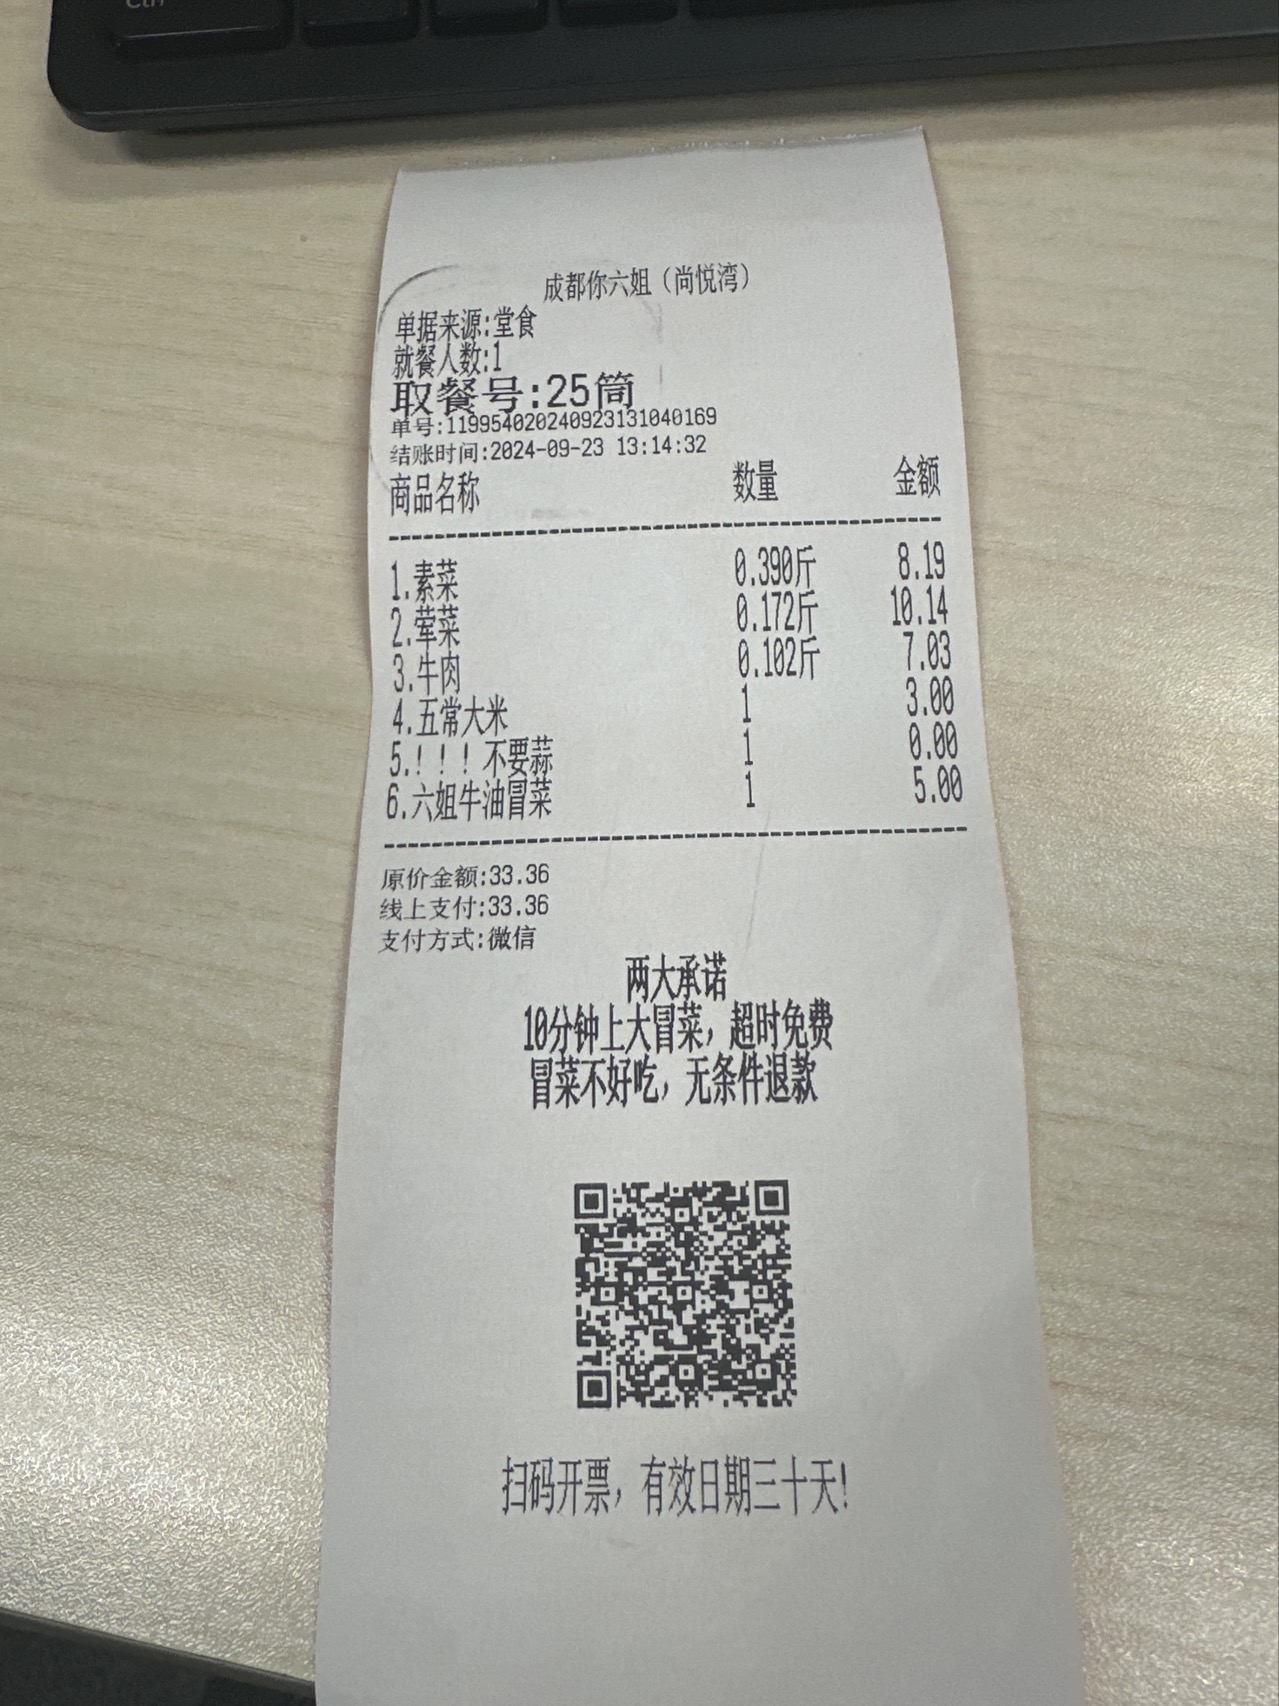 Ctrl
成都你六姐（尚悦湾）
单据来源:堂食
就餐人数:1
取餐号:25筒
单号:119954020240923131040169
结账时间:2024-09-23 13:14:32
商品名称 数量 金额
1.素菜 0.390斤 8.19
2.荤菜 0.172斤 10.14
3.牛肉 0.102斤 7.03
4.五常大米 1 3.00
5.！！！不要蒜 1 0.00
6.六姐牛油冒菜 1 5.00
原价金额:33.36
线上支付:33.36
支付方式:微信
两大承诺
10分钟上大冒菜，超时免费
冒菜不好吃，无条件退款
扫码开票，有效日期三十天!